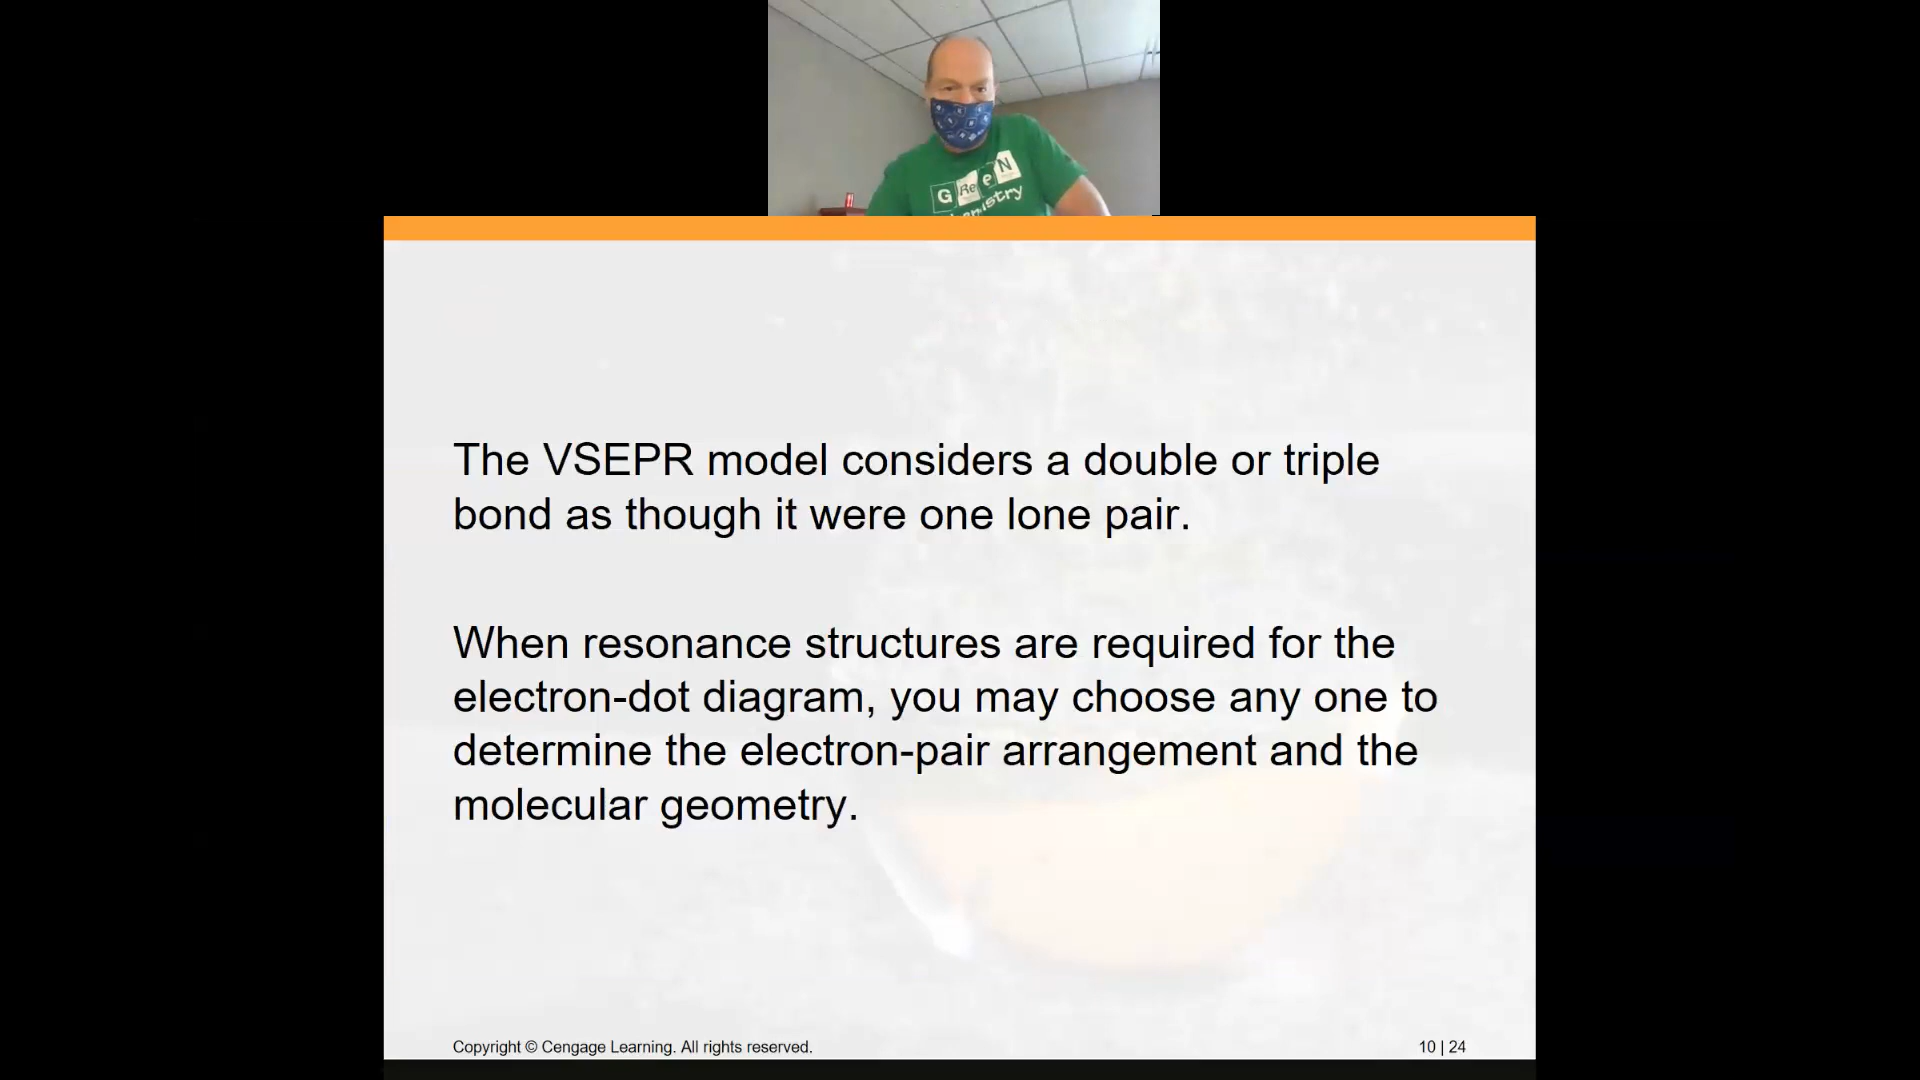 G Re e N
The VSEPR model considers a double or triple
bond as though it were one lone pair.
When resonance structures are required for the
electron-dot diagram, you may choose any one to
determine the electron-pair arrangement and the
molecular geometry.
Copyright © Cengage Learning. All rights reserved.
10 | 24